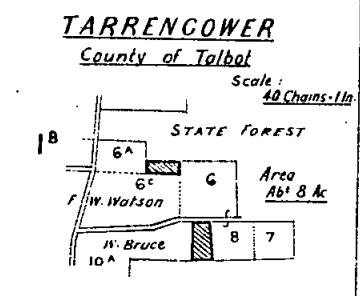 TARRENGOWER
County of Talbot
Scale :
40 Chains = 1 In
STATE FOREST
1B
6A
6C
6
Area
Abt 8 Ac
F W. Watson
W. Bruce
8
7
10A